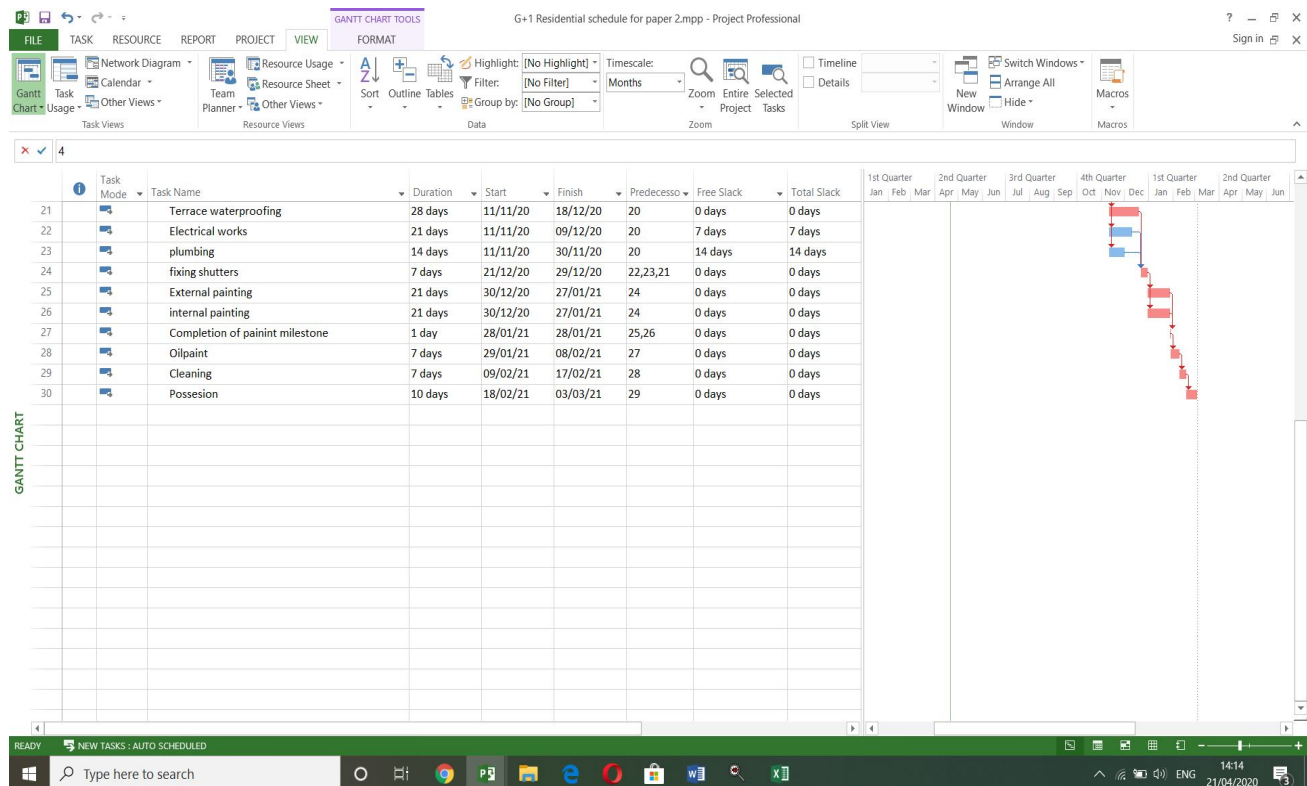 GANTT CHART TOOLS
G+1 Residential schedule for paper 2.mpp - Project Professional
FILE TASK RESOURCE REPORT PROJECT VIEW FORMAT Sign in
Gantt Chart Task Usage Network Diagram Calendar Other Views
Task Views
Team Planner Resource Usage Resource Sheet Other Views
Resource Views
Sort Outline Tables
Highlight: [No Highlight]
Filter: [No Filter]
Group by: [No Group]
Data
Timescale:
Months
Zoom Entire Project Selected Tasks
Zoom
Timeline
Details
Split View
New Window Switch Windows Arrange All Hide
Window
Macros
Macros
4
Task Mode Task Name Duration Start Finish Predecesso Free Slack Total Slack
1st Quarter 2nd Quarter 3rd Quarter 4th Quarter 1st Quarter 2nd Quarter
Jan Feb Mar Apr May Jun Jul Aug Sep Oct Nov Dec Jan Feb Mar Apr May Jun
21 Terrace waterproofing 28 days 11/11/20 18/12/20 20 0 days 0 days
22 Electrical works 21 days 11/11/20 09/12/20 20 7 days 7 days
23 plumbing 14 days 11/11/20 30/11/20 20 14 days 14 days
24 fixing shutters 7 days 21/12/20 29/12/20 22,23,21 0 days 0 days
25 External painting 21 days 30/12/20 27/01/21 24 0 days 0 days
26 internal painting 21 days 30/12/20 27/01/21 24 0 days 0 days
27 Completion of painint milestone 1 day 28/01/21 28/01/21 25,26 0 days 0 days
28 Oilpaint 7 days 29/01/21 08/02/21 27 0 days 0 days
29 Cleaning 7 days 09/02/21 17/02/21 28 0 days 0 days
30 Possesion 10 days 18/02/21 03/03/21 29 0 days 0 days
GANTT CHART
READY NEW TASKS : AUTO SCHEDULED
Type here to search
ENG
14:14
21/04/2020
3